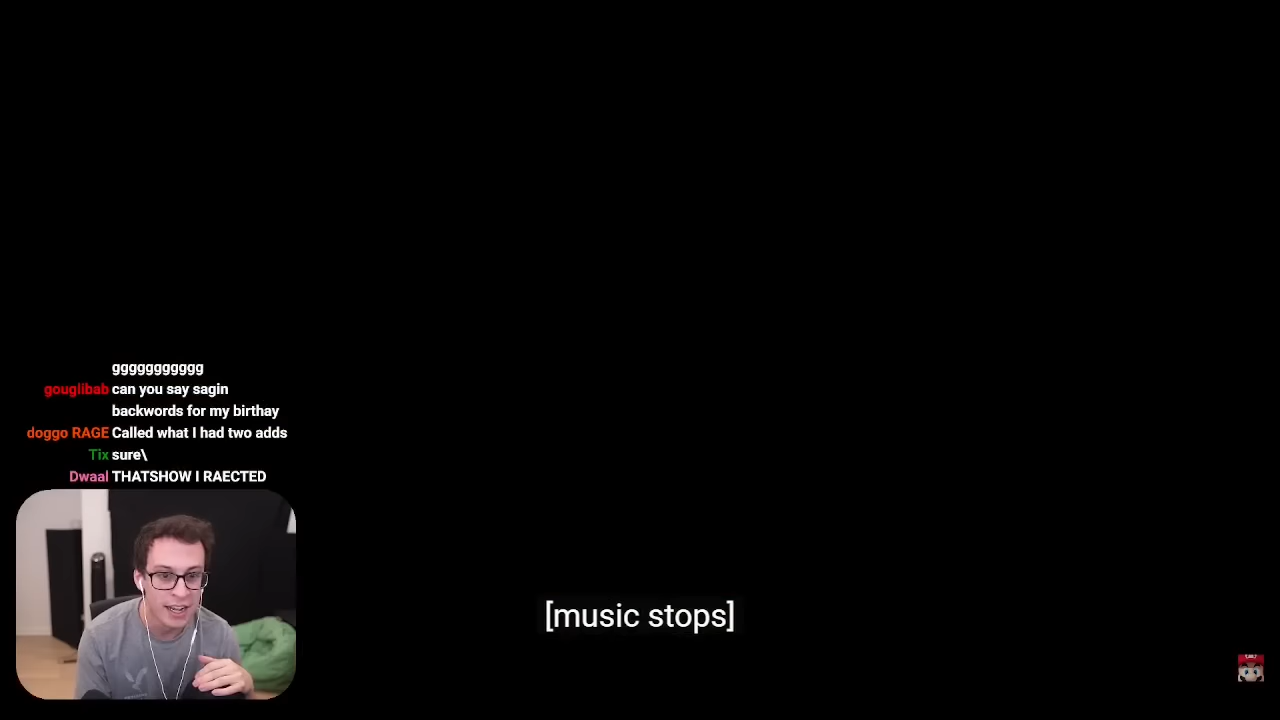 ggggggggggg
gouglibab can you say sagin
backwords for my birthay
doggo RAGE Called what I had two adds
Tix sure\
Dwaal THATSHOW I RAECTED
[music stops]